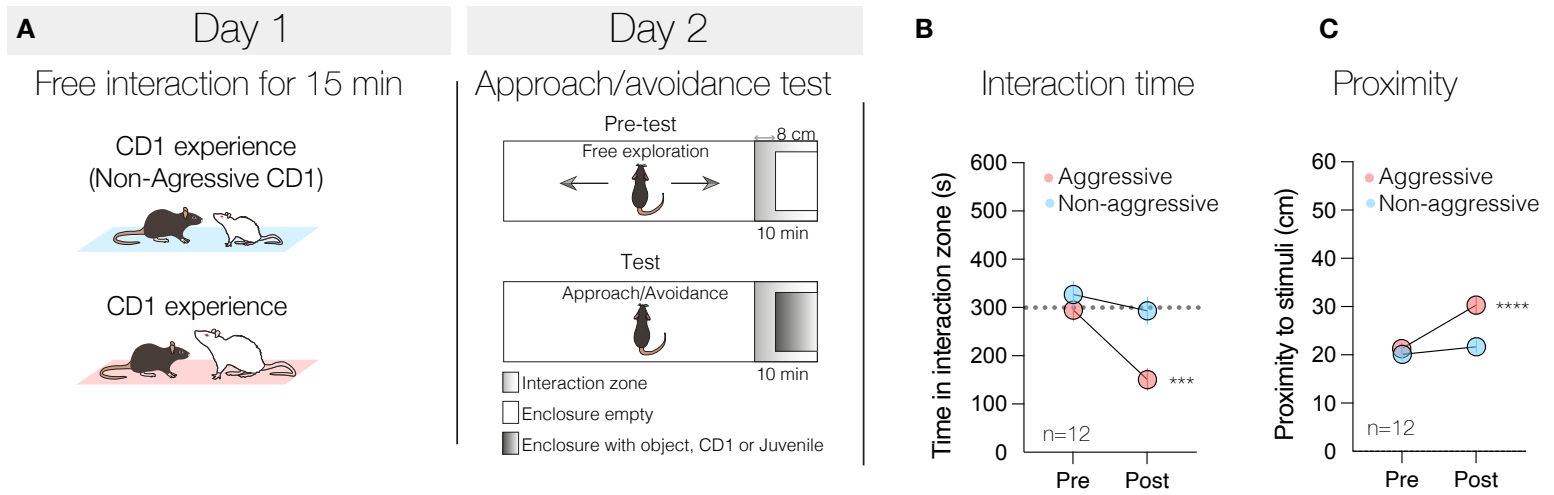 A
Day 1
Free interaction for 15 min
CD1 experience
(Non-Agressive CD1)
CD1 experience
Day 2
Approach/avoidance test
Pre-test
8 cm
Free exploration
10 min
Test
Approach/Avoidance
10 min
Interaction zone
Enclosure empty
Enclosure with object, CD1 or Juvenile
B
Interaction time
Time in interaction zone (s)
600
500
400
300
200
100
0
Aggressive
Non-aggressive
***
n=12
Pre Post
C
Proximity
Proximity to stimuli (cm)
60
50
40
30
20
10
0
Aggressive
Non-aggressive
****
n=12
Pre Post